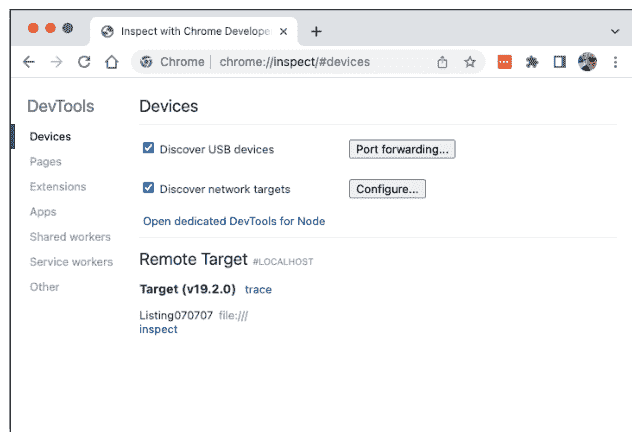 Inspect with Chrome Develope
Chrome | chrome://inspect/#devices
DevTools
Devices
Pages
Extensions
Apps
Shared workers
Service workers
Other
Devices
Discover USB devices
Port forwarding...
Discover network targets
Configure...
Open dedicated DevTools for Node
Remote Target #LOCALHOST
Target (v19.2.0) trace
Listing070707 file:///
inspect